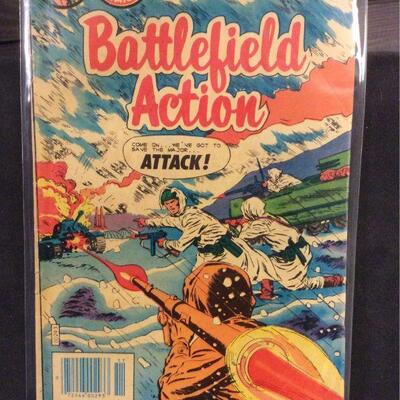 Battlefield
Action
COME ON...WE'VE GOT TO
SAVE THE MAJOR..
ATTACK!